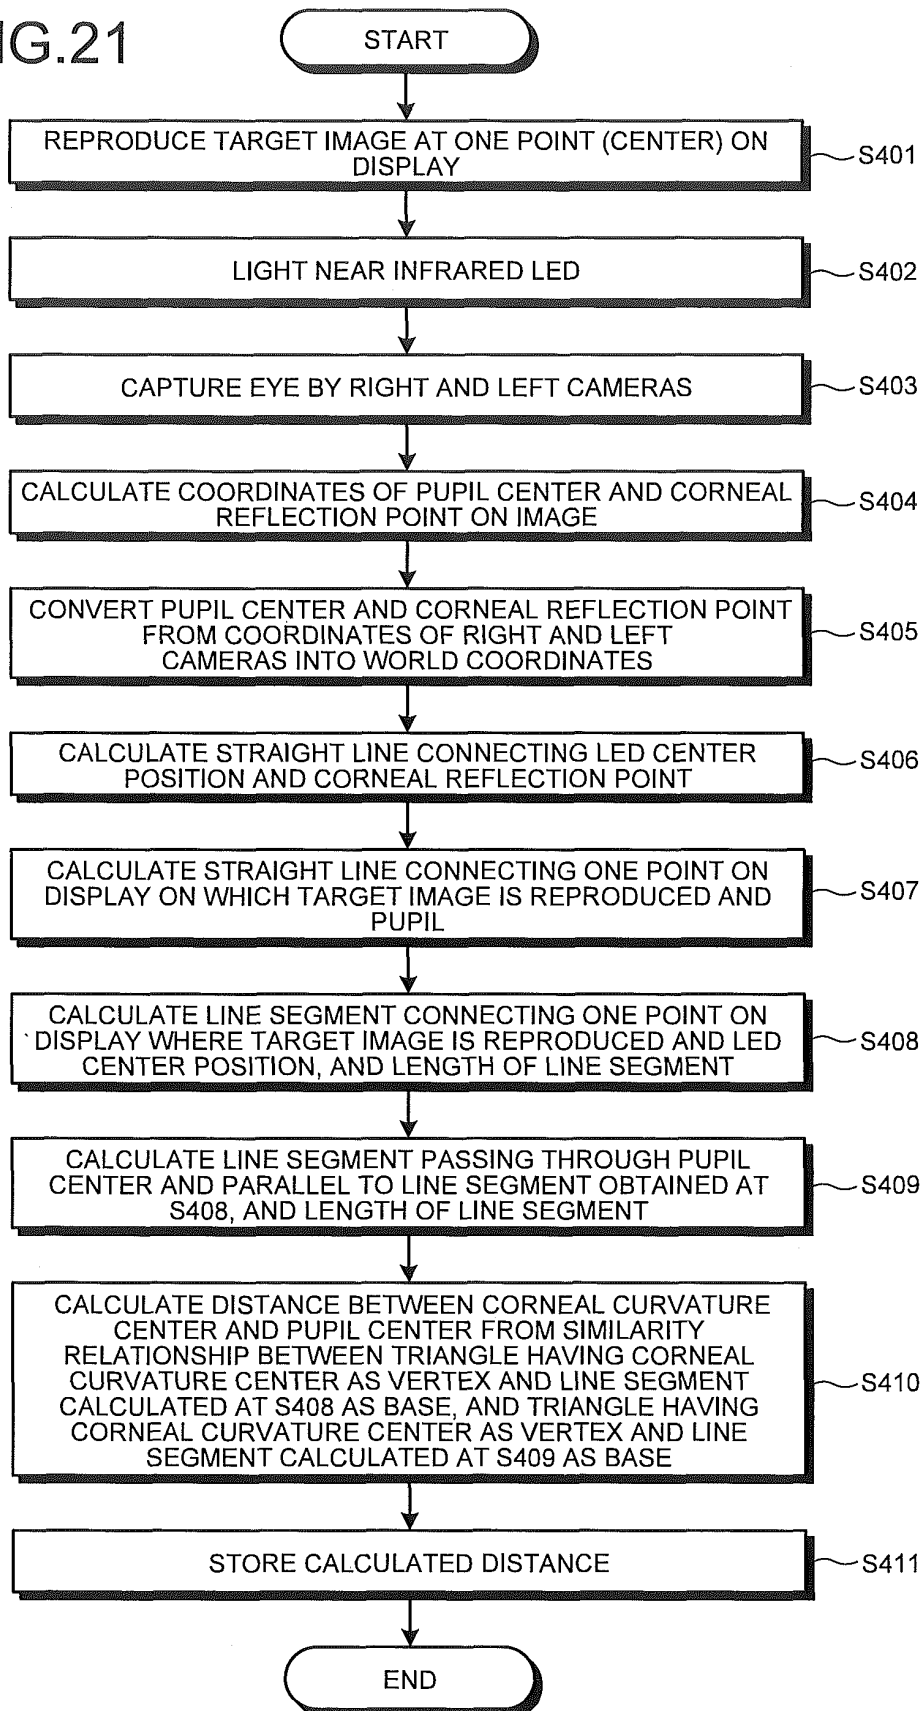 IG.21
START
REPRODUCE TARGET IMAGE AT ONE POINT (CENTER) ON
DISPLAY
S401
LIGHT NEAR INFRARED LED
S402
CAPTURE EYE BY RIGHT AND LEFT CAMERAS
S403
CALCULATE COORDINATES OF PUPIL CENTER AND CORNEAL
REFLECTION POINT ON IMAGE
S404
CONVERT PUPIL CENTER AND CORNEAL REFLECTION POINT
FROM COORDINATES OF RIGHT AND LEFT
CAMERAS INTO WORLD COORDINATES
S405
CALCULATE STRAIGHT LINE CONNECTING LED CENTER
POSITION AND CORNEAL REFLECTION POINT
S406
CALCULATE STRAIGHT LINE CONNECTING ONE POINT ON
DISPLAY ON WHICH TARGET IMAGE IS REPRODUCED AND
PUPIL
S407
CALCULATE LINE SEGMENT CONNECTING ONE POINT ON
DISPLAY WHERE TARGET IMAGE IS REPRODUCED AND LED
CENTER POSITION, AND LENGTH OF LINE SEGMENT
S408
CALCULATE LINE SEGMENT PASSING THROUGH PUPIL
CENTER AND PARALLEL TO LINE SEGMENT OBTAINED AT
S408, AND LENGTH OF LINE SEGMENT
S409
CALCULATE DISTANCE BETWEEN CORNEAL CURVATURE
CENTER AND PUPIL CENTER FROM SIMILARITY
RELATIONSHIP BETWEEN TRIANGLE HAVING CORNEAL
CURVATURE CENTER AS VERTEX AND LINE SEGMENT
CALCULATED AT S408 AS BASE, AND TRIANGLE HAVING
CORNEAL CURVATURE CENTER AS VERTEX AND LINE
SEGMENT CALCULATED AT S409 AS BASE
S410
STORE CALCULATED DISTANCE
S411
END